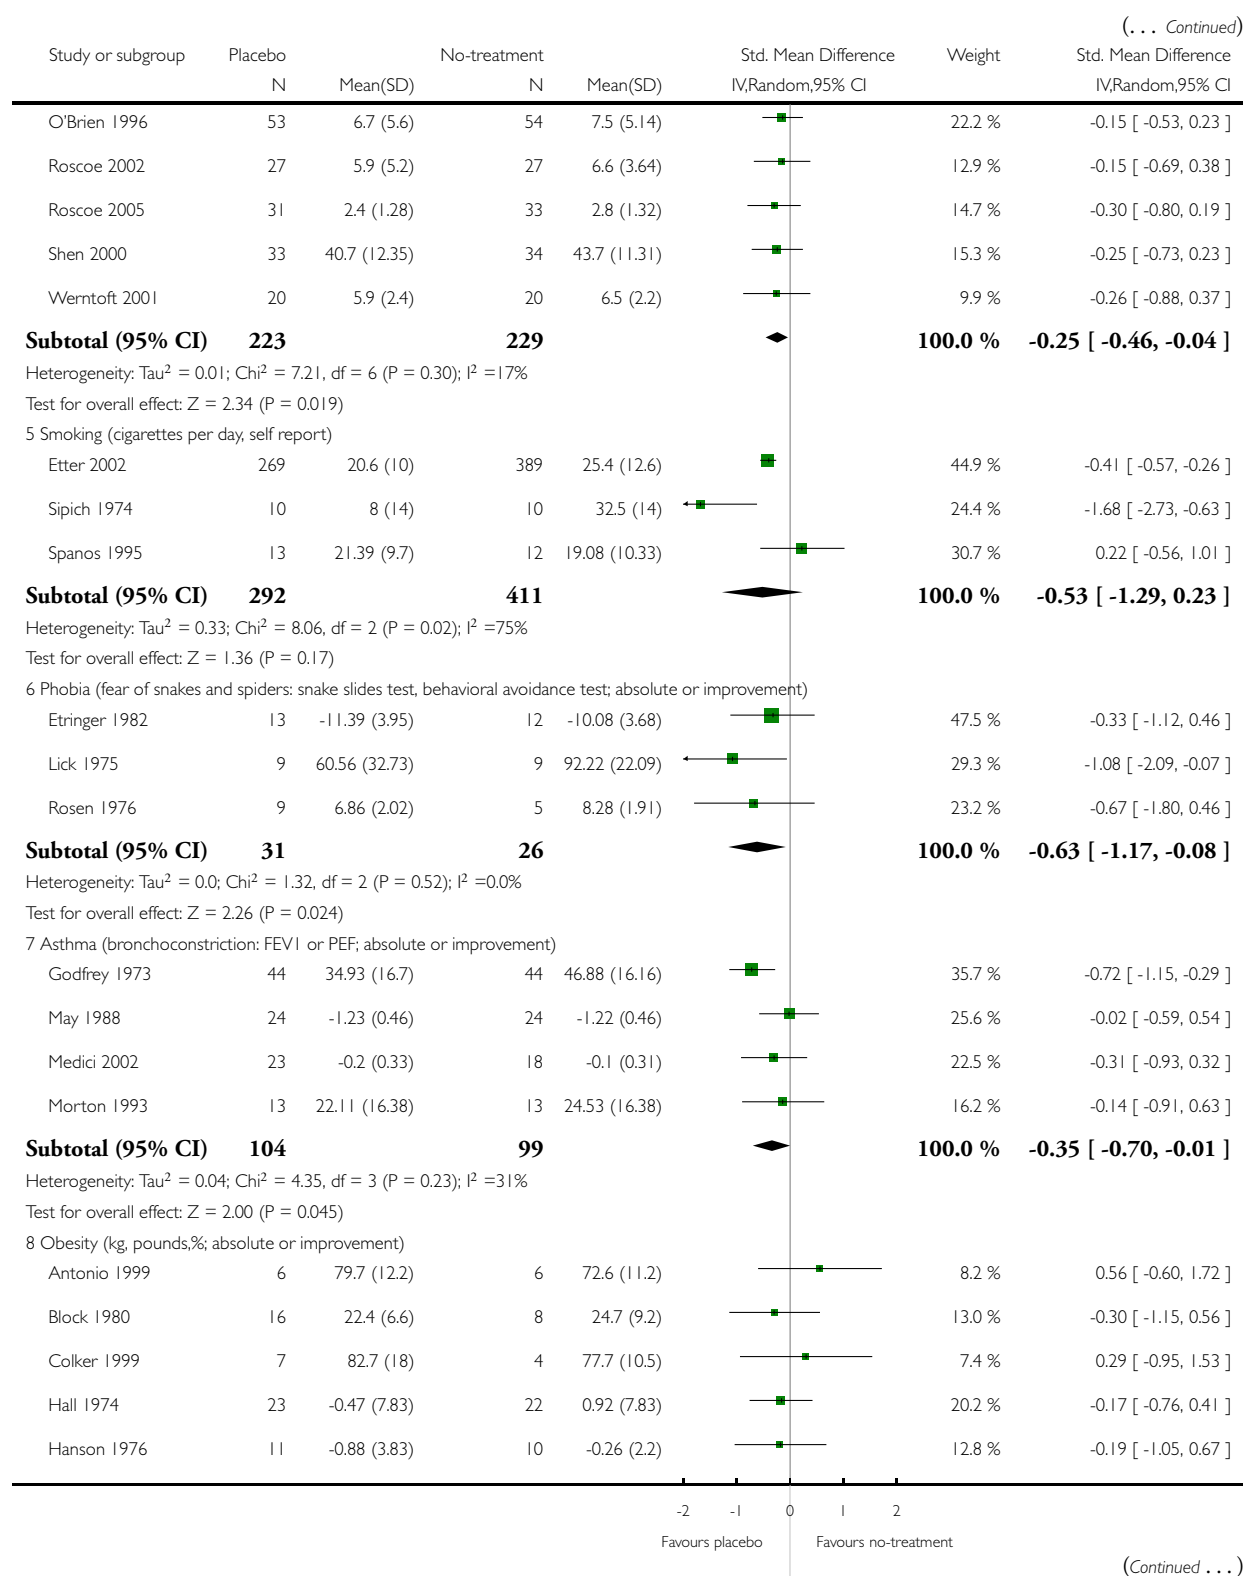 (. . . Continued)
Study or subgroup Placebo No-treatment Std. Mean Difference Weight Std. Mean Difference
N Mean(SD) N Mean(SD) IV,Random,95% CI IV,Random,95% CI
O'Brien 1996 53 6.7 (5.6) 54 7.5 (5.14) 22.2 % -0.15 [ -0.53, 0.23 ]
Roscoe 2002 27 5.9 (5.2) 27 6.6 (3.64) 12.9 % -0.15 [ -0.69, 0.38 ]
Roscoe 2005 31 2.4 (1.28) 33 2.8 (1.32) 14.7 % -0.30 [ -0.80, 0.19 ]
Shen 2000 33 40.7 (12.35) 34 43.7 (11.31) 15.3 % -0.25 [ -0.73, 0.23 ]
Werntoft 2001 20 5.9 (2.4) 20 6.5 (2.2) 9.9 % -0.26 [ -0.88, 0.37 ]
Subtotal (95% CI) 223 229 100.0 % -0.25 [ -0.46, -0.04 ]
Heterogeneity: Tau² = 0.01; Chi² = 7.21, df = 6 (P = 0.30); I² =17%
Test for overall effect: Z = 2.34 (P = 0.019)
5 Smoking (cigarettes per day, self report)
Etter 2002 269 20.6 (10) 389 25.4 (12.6) 44.9 % -0.41 [ -0.57, -0.26 ]
Sipich 1974 10 8 (14) 10 32.5 (14) 24.4 % -1.68 [ -2.73, -0.63 ]
Spanos 1995 13 21.39 (9.7) 12 19.08 (10.33) 30.7 % 0.22 [ -0.56, 1.01 ]
Subtotal (95% CI) 292 411 100.0 % -0.53 [ -1.29, 0.23 ]
Heterogeneity: Tau² = 0.33; Chi² = 8.06, df = 2 (P = 0.02); I² =75%
Test for overall effect: Z = 1.36 (P = 0.17)
6 Phobia (fear of snakes and spiders: snake slides test, behavioral avoidance test; absolute or improvement)
Etringer 1982 13 -11.39 (3.95) 12 -10.08 (3.68) 47.5 % -0.33 [ -1.12, 0.46 ]
Lick 1975 9 60.56 (32.73) 9 92.22 (22.09) 29.3 % -1.08 [ -2.09, -0.07 ]
Rosen 1976 9 6.86 (2.02) 5 8.28 (1.91) 23.2 % -0.67 [ -1.80, 0.46 ]
Subtotal (95% CI) 31 26 100.0 % -0.63 [ -1.17, -0.08 ]
Heterogeneity: Tau² = 0.0; Chi² = 1.32, df = 2 (P = 0.52); I² =0.0%
Test for overall effect: Z = 2.26 (P = 0.024)
7 Asthma (bronchoconstriction: FEV1 or PEF; absolute or improvement)
Godfrey 1973 44 34.93 (16.7) 44 46.88 (16.16) 35.7 % -0.72 [ -1.15, -0.29 ]
May 1988 24 -1.23 (0.46) 24 -1.22 (0.46) 25.6 % -0.02 [ -0.59, 0.54 ]
Medici 2002 23 -0.2 (0.33) 18 -0.1 (0.31) 22.5 % -0.31 [ -0.93, 0.32 ]
Morton 1993 13 22.11 (16.38) 13 24.53 (16.38) 16.2 % -0.14 [ -0.91, 0.63 ]
Subtotal (95% CI) 104 99 100.0 % -0.35 [ -0.70, -0.01 ]
Heterogeneity: Tau² = 0.04; Chi² = 4.35, df = 3 (P = 0.23); I² =31%
Test for overall effect: Z = 2.00 (P = 0.045)
8 Obesity (kg, pounds,%; absolute or improvement)
Antonio 1999 6 79.7 (12.2) 6 72.6 (11.2) 8.2 % 0.56 [ -0.60, 1.72 ]
Block 1980 16 22.4 (6.6) 8 24.7 (9.2) 13.0 % -0.30 [ -1.15, 0.56 ]
Colker 1999 7 82.7 (18) 4 77.7 (10.5) 7.4 % 0.29 [ -0.95, 1.53 ]
Hall 1974 23 -0.47 (7.83) 22 0.92 (7.83) 20.2 % -0.17 [ -0.76, 0.41 ]
Hanson 1976 11 -0.88 (3.83) 10 -0.26 (2.2) 12.8 % -0.19 [ -1.05, 0.67 ]
-2 -1 0 1 2
Favours placebo Favours no-treatment
(Continued . . . )